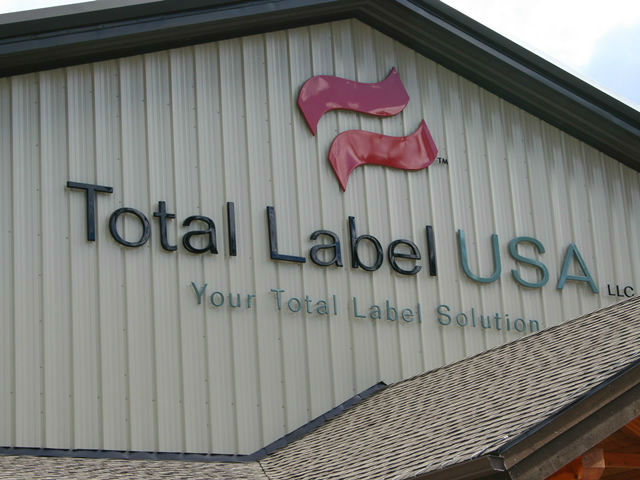 TM
Total Label USA LLC
Your Total Label Solution